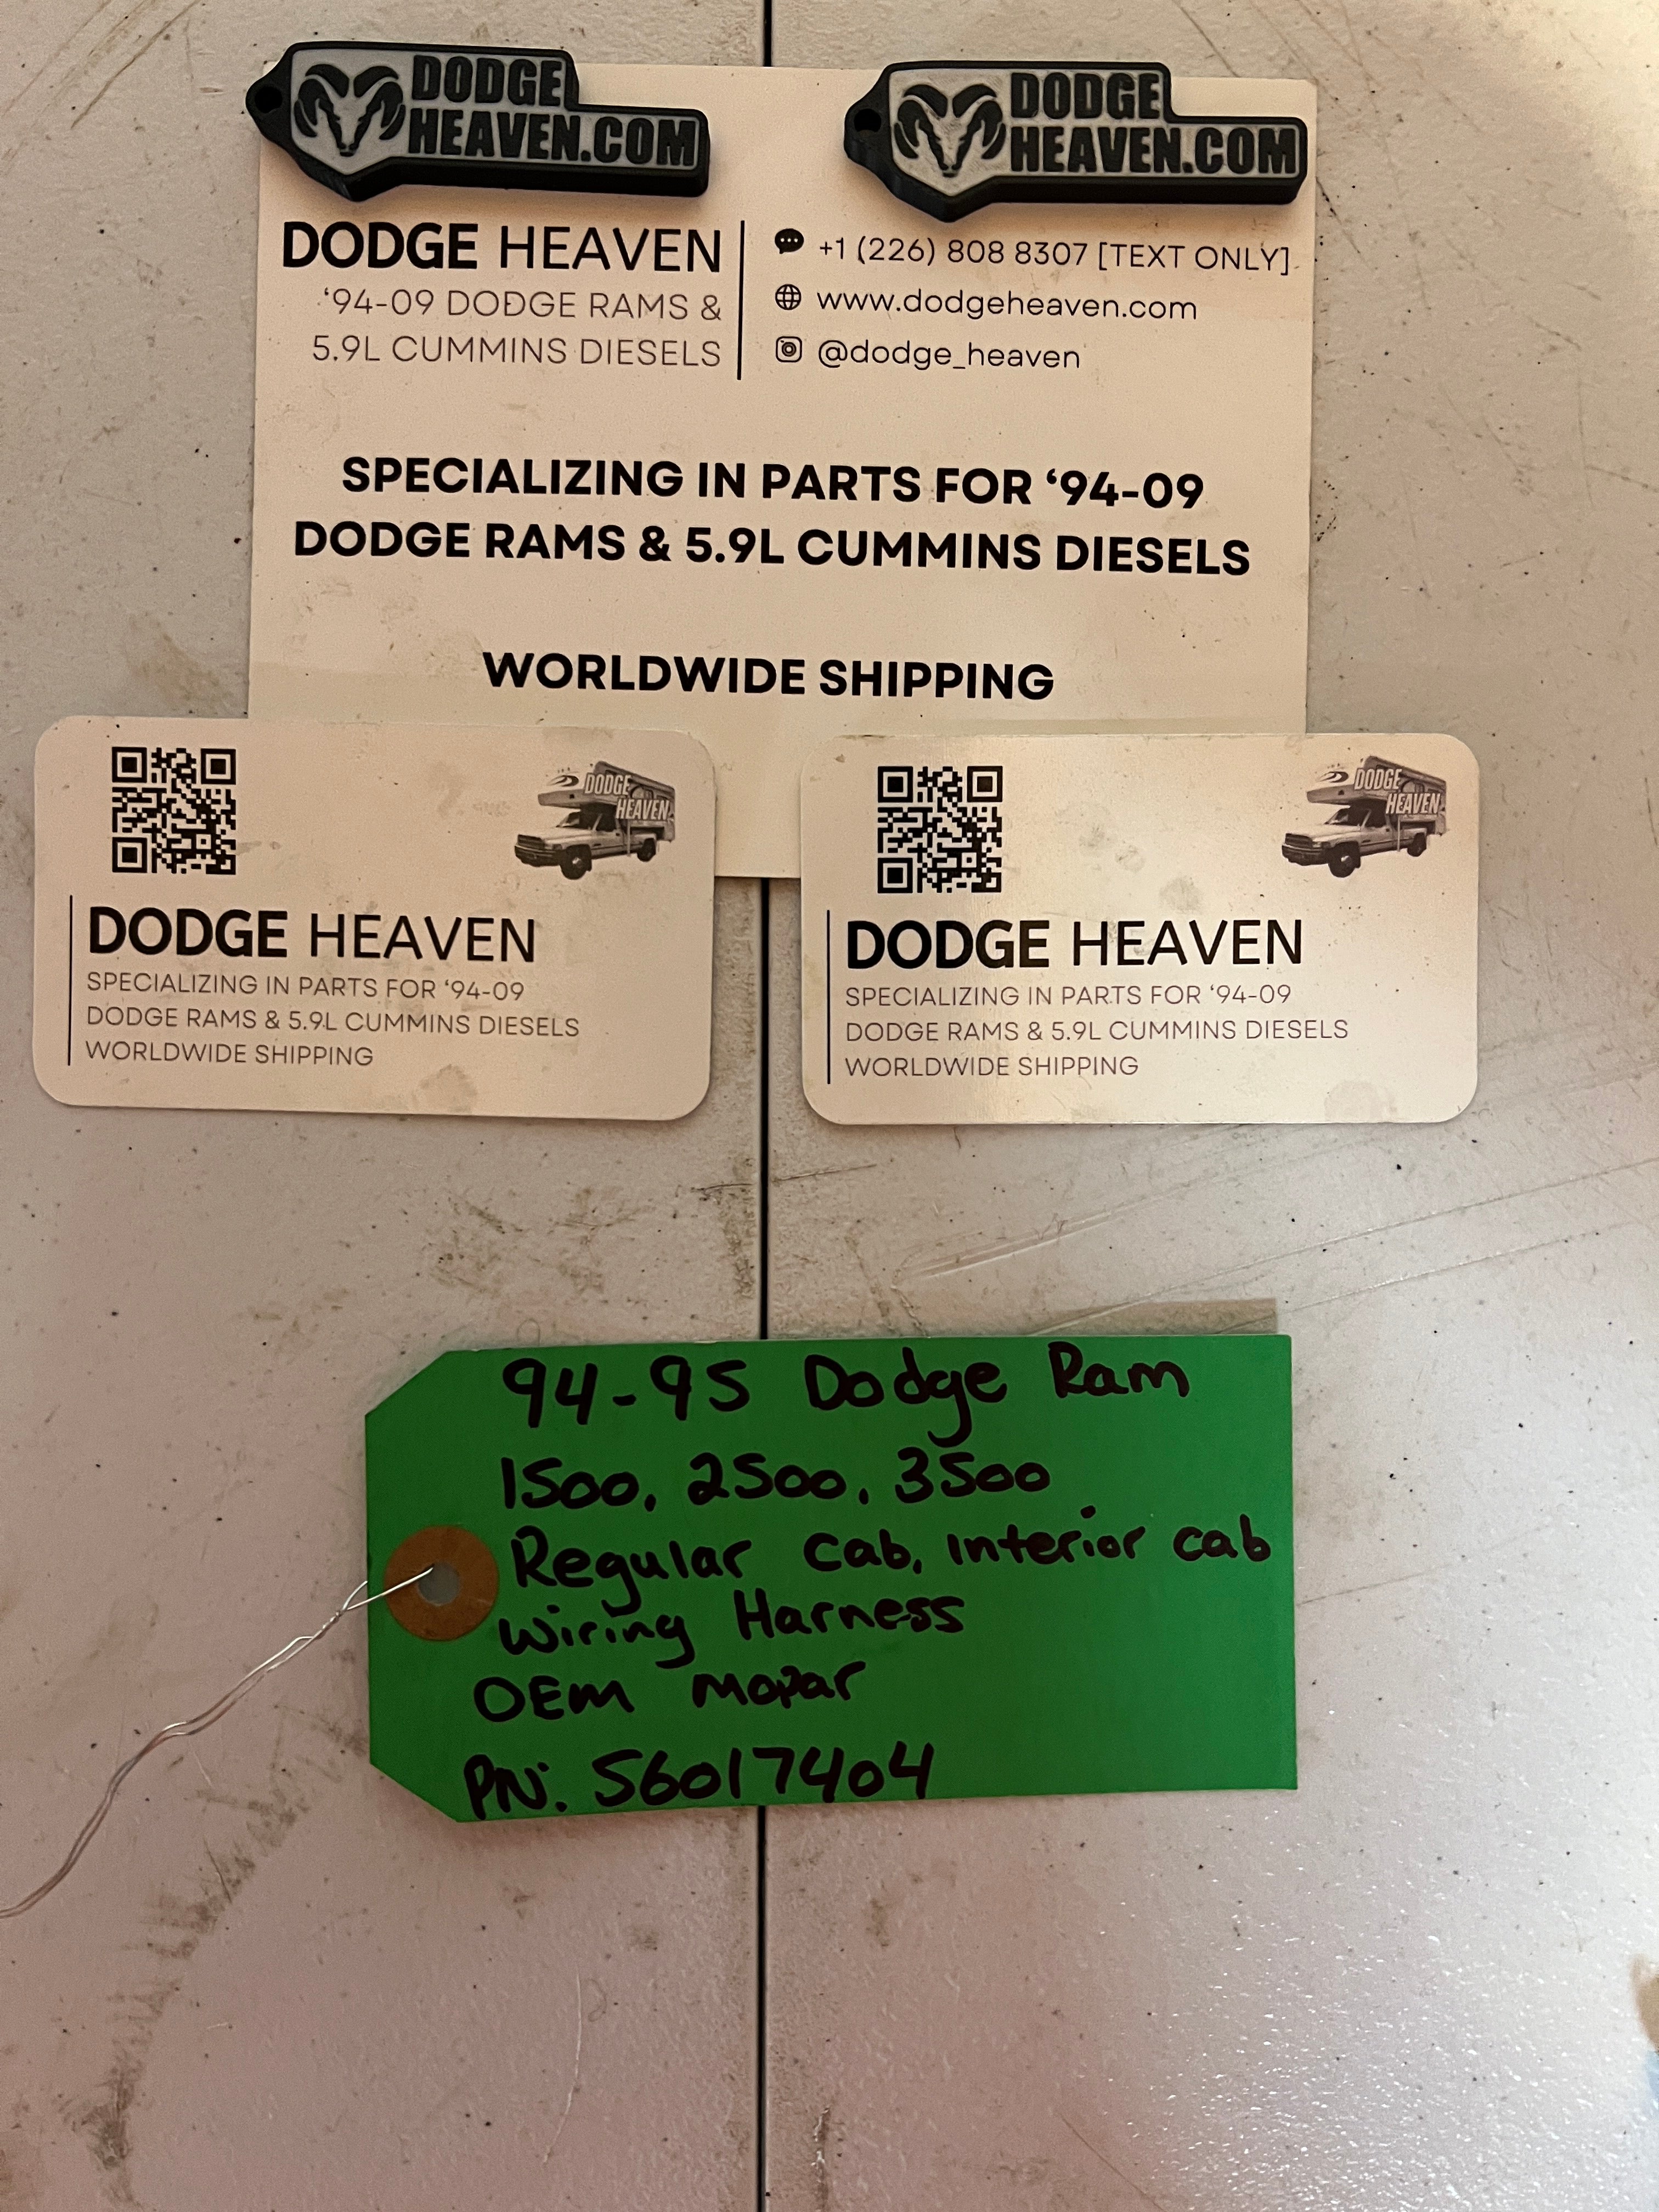 DODGE
HEAVEN.COM
DODGE
HEAVEN.COM
DODGE HEAVEN
‘94-09 DODGE RAMS &
5.9L CUMMINS DIESELS
+1 (226) 808 8307 [TEXT ONLY]
www.dodgeheaven.com
@dodge_heaven
SPECIALIZING IN PARTS FOR ‘94-09
DODGE RAMS & 5.9L CUMMINS DIESELS
WORLDWIDE SHIPPING
DODGE
HEAVEN
DODGE HEAVEN
SPECIALIZING IN PARTS FOR ‘94-09
DODGE RAMS & 5.9L CUMMINS DIESELS
WORLDWIDE SHIPPING
DODGE
HEAVEN
DODGE HEAVEN
SPECIALIZING IN PARTS FOR ‘94-09
DODGE RAMS & 5.9L CUMMINS DIESELS
WORLDWIDE SHIPPING
94-95 Dodge Ram
1500, 2500, 3500
Regular Cab, Interior cab
Wiring Harness
OEM Mopar
PN: 56017404